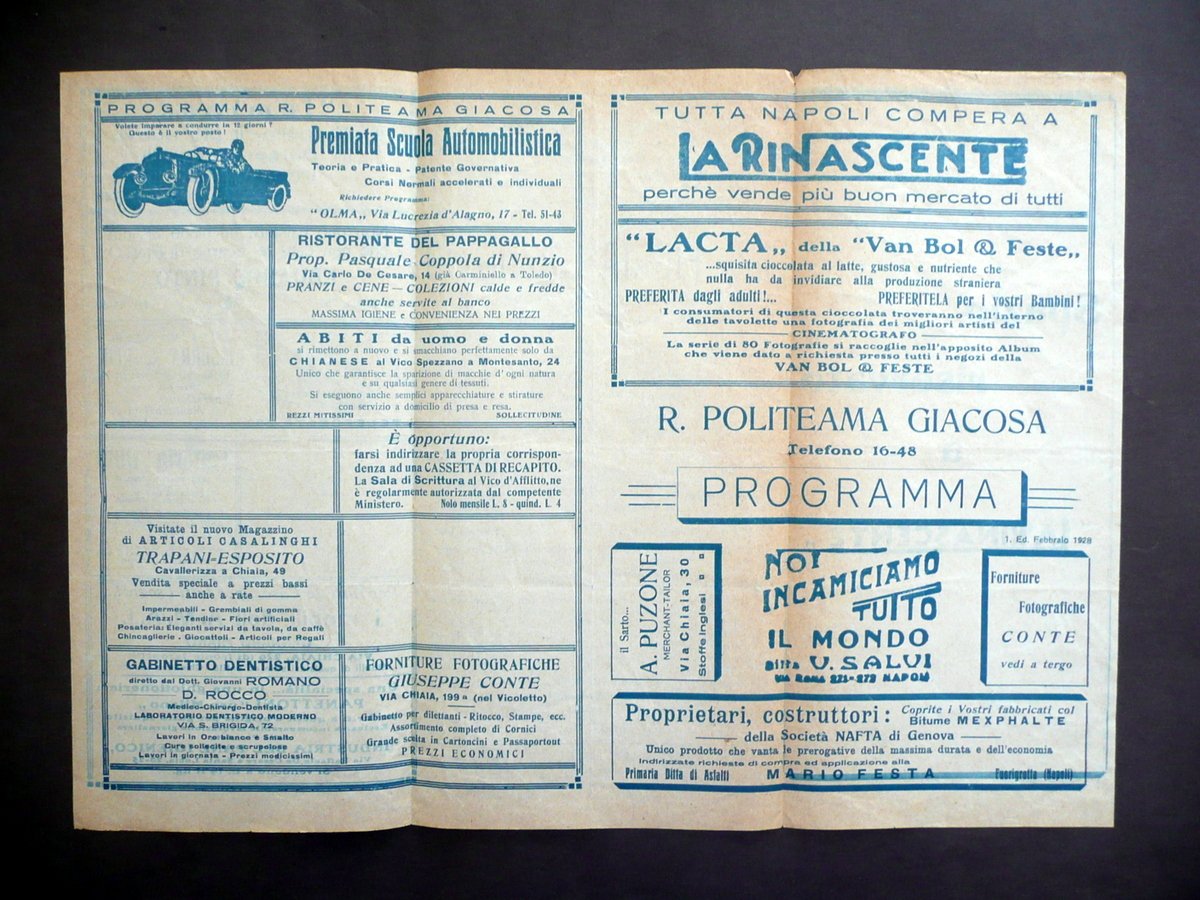 PROGRAMMA R. POLITEAMA GIACOSA
Volete imparare a condurre in 12 giorni ?
Questo è il vostro posto !
Premiata Scuola Automobilistica
Teoria e Pratica - Patente Governativa
Corsi Normali accelerati e individuali
Richiedere Programma:
"OLMA,, Via Lucrezia d'Alagno, 17 - Tel. 51-43
RISTORANTE DEL PAPPAGALLO
Prop. Pasquale Coppola di Nunzio
Via Carlo De Cesare, 14 (già Carminiello a Toledo)
PRANZI e CENE — COLEZIONI calde e fredde
anche servite al banco
MASSIMA IGIENE e CONVENIENZA NEI PREZZI
ABITI da uomo e donna
si rimettono a nuovo e si smacchiano perfettamente solo da
CHIANESE al Vico Spezzano a Montesanto, 24
Unico che garantisce la sparizione di macchie d'ogni natura
e su qualsiasi genere di tessuti.
Si eseguono anche semplici apparecchiature e stirature
con servizio a domicilio di presa e resa.
REZZI MITISSIMI SOLLECITUDINE
È opportuno:
farsi indirizzare la propria corrispon-
denza ad una CASSETTA DI RECAPITO.
La Sala di Scrittura al Vico d'Afflitto, ne
è regolarmente autorizzata dal competente
Ministero. Nolo mensile L. 8 - quind. L. 4
Visitate il nuovo Magazzino
di ARTICOLI CASALINGHI
TRAPANI-ESPOSITO
Cavallerizza a Chiaia, 49
Vendita speciale a prezzi bassi
anche a rate
Impermeabili - Grembiali di gomma
Arazzi - Tendine - Fiori artificiali
Posateria: Eleganti servizi da tavola, da caffè
Chincaglierie . Giocattoli - Articoli per Regali
GABINETTO DENTISTICO
diretto dal Dott. Giovanni ROMANO
D. ROCCO
Medico-Chirurgo-Dentista
LABORATORIO DENTISTICO MODERNO
VIA S. BRIGIDA, 72
Lavori in Oro bianco e Smalto
Cure sollecite e scrupolose
Lavori in giornata - Prezzi modicissimi
FORNITURE FOTOGRAFICHE
GIUSEPPE CONTE
VIA CHIAIA, 199a (nel Vicoletto)
Gabinetto per dilettanti - Ritocco, Stampe, ecc.
Assortimento completo di Cornici
Grande scelta in Cartoncini e Passapartout
PREZZI ECONOMICI
TUTTA NAPOLI COMPERA A
LA RINASCENTE
perchè vende più buon mercato di tutti
"LACTA,, della "Van Bol & Feste,,
...squisita cioccolata al latte, gustosa e nutriente che
nulla ha da invidiare alla produzione straniera
PREFERITA dagli adulti!... PREFERITELA per i vostri Bambini!
I consumatori di questa cioccolata troveranno nell'interno
delle tavolette una fotografia dei migliori artisti del
CINEMATOGRAFO
La serie di 80 Fotografie si raccoglie nell'apposito Album
che viene dato a richiesta presso tutti i negozi della
VAN BOL & FESTE
R. POLITEAMA GIACOSA
Telefono 16-48
PROGRAMMA
1. Ed. Febbraio 1928
il Sarto...
A. PUZONE
MERCHANT-TAILOR
Via Chiaia, 30
Stoffe Inglesi
NOI
INCAMICIAMO
TUTTO
IL MONDO
Ditta V. SALVI
VIA ROMA 271-273 NAPOLI
Forniture
Fotografiche
CONTE
vedi a tergo
Proprietari, costruttori: Coprite i Vostri fabbricati col
Bitume MEXPHALTE
della Società NAFTA di Genova
Unico prodotto che vanta le prerogative della massima durata e dell'economia
Indirizzare richieste di compra ed applicazione alla
Primaria Ditta di Asfalti MARIO FESTA Fuorigrotta (Napoli)